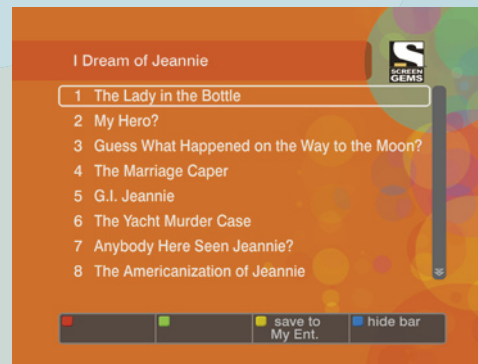 I Dream of Jeannie
SCREEN
GEMS
1 The Lady in the Bottle
2 My Hero?
3 Guess What Happened on the Way to the Moon?
4 The Marriage Caper
5 G.I. Jeannie
6 The Yacht Murder Case
7 Anybody Here Seen Jeannie?
8 The Americanization of Jeannie
save to
My Ent.
hide bar